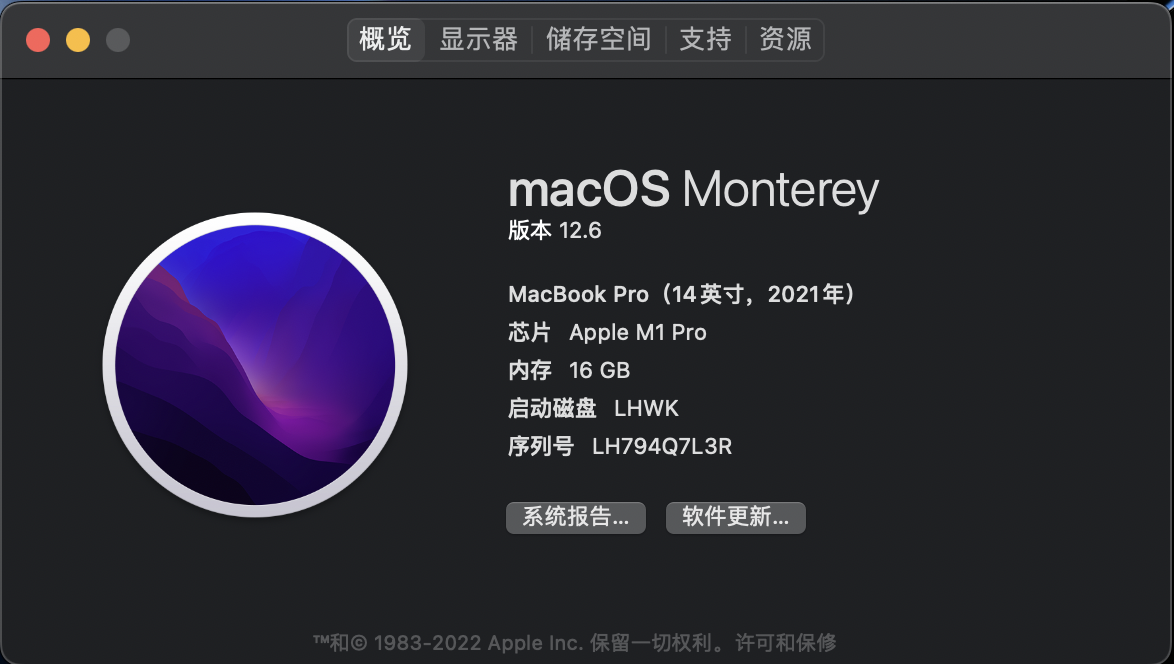 概览 显示器 储存空间 支持 资源
macOS Monterey
版本 12.6
MacBook Pro（14英寸，2021年）
芯片 Apple M1 Pro
内存 16 GB
启动磁盘 LHWK
序列号 LH794Q7L3R
系统报告... 软件更新...
™和© 1983-2022 Apple Inc. 保留一切权利。许可和保修